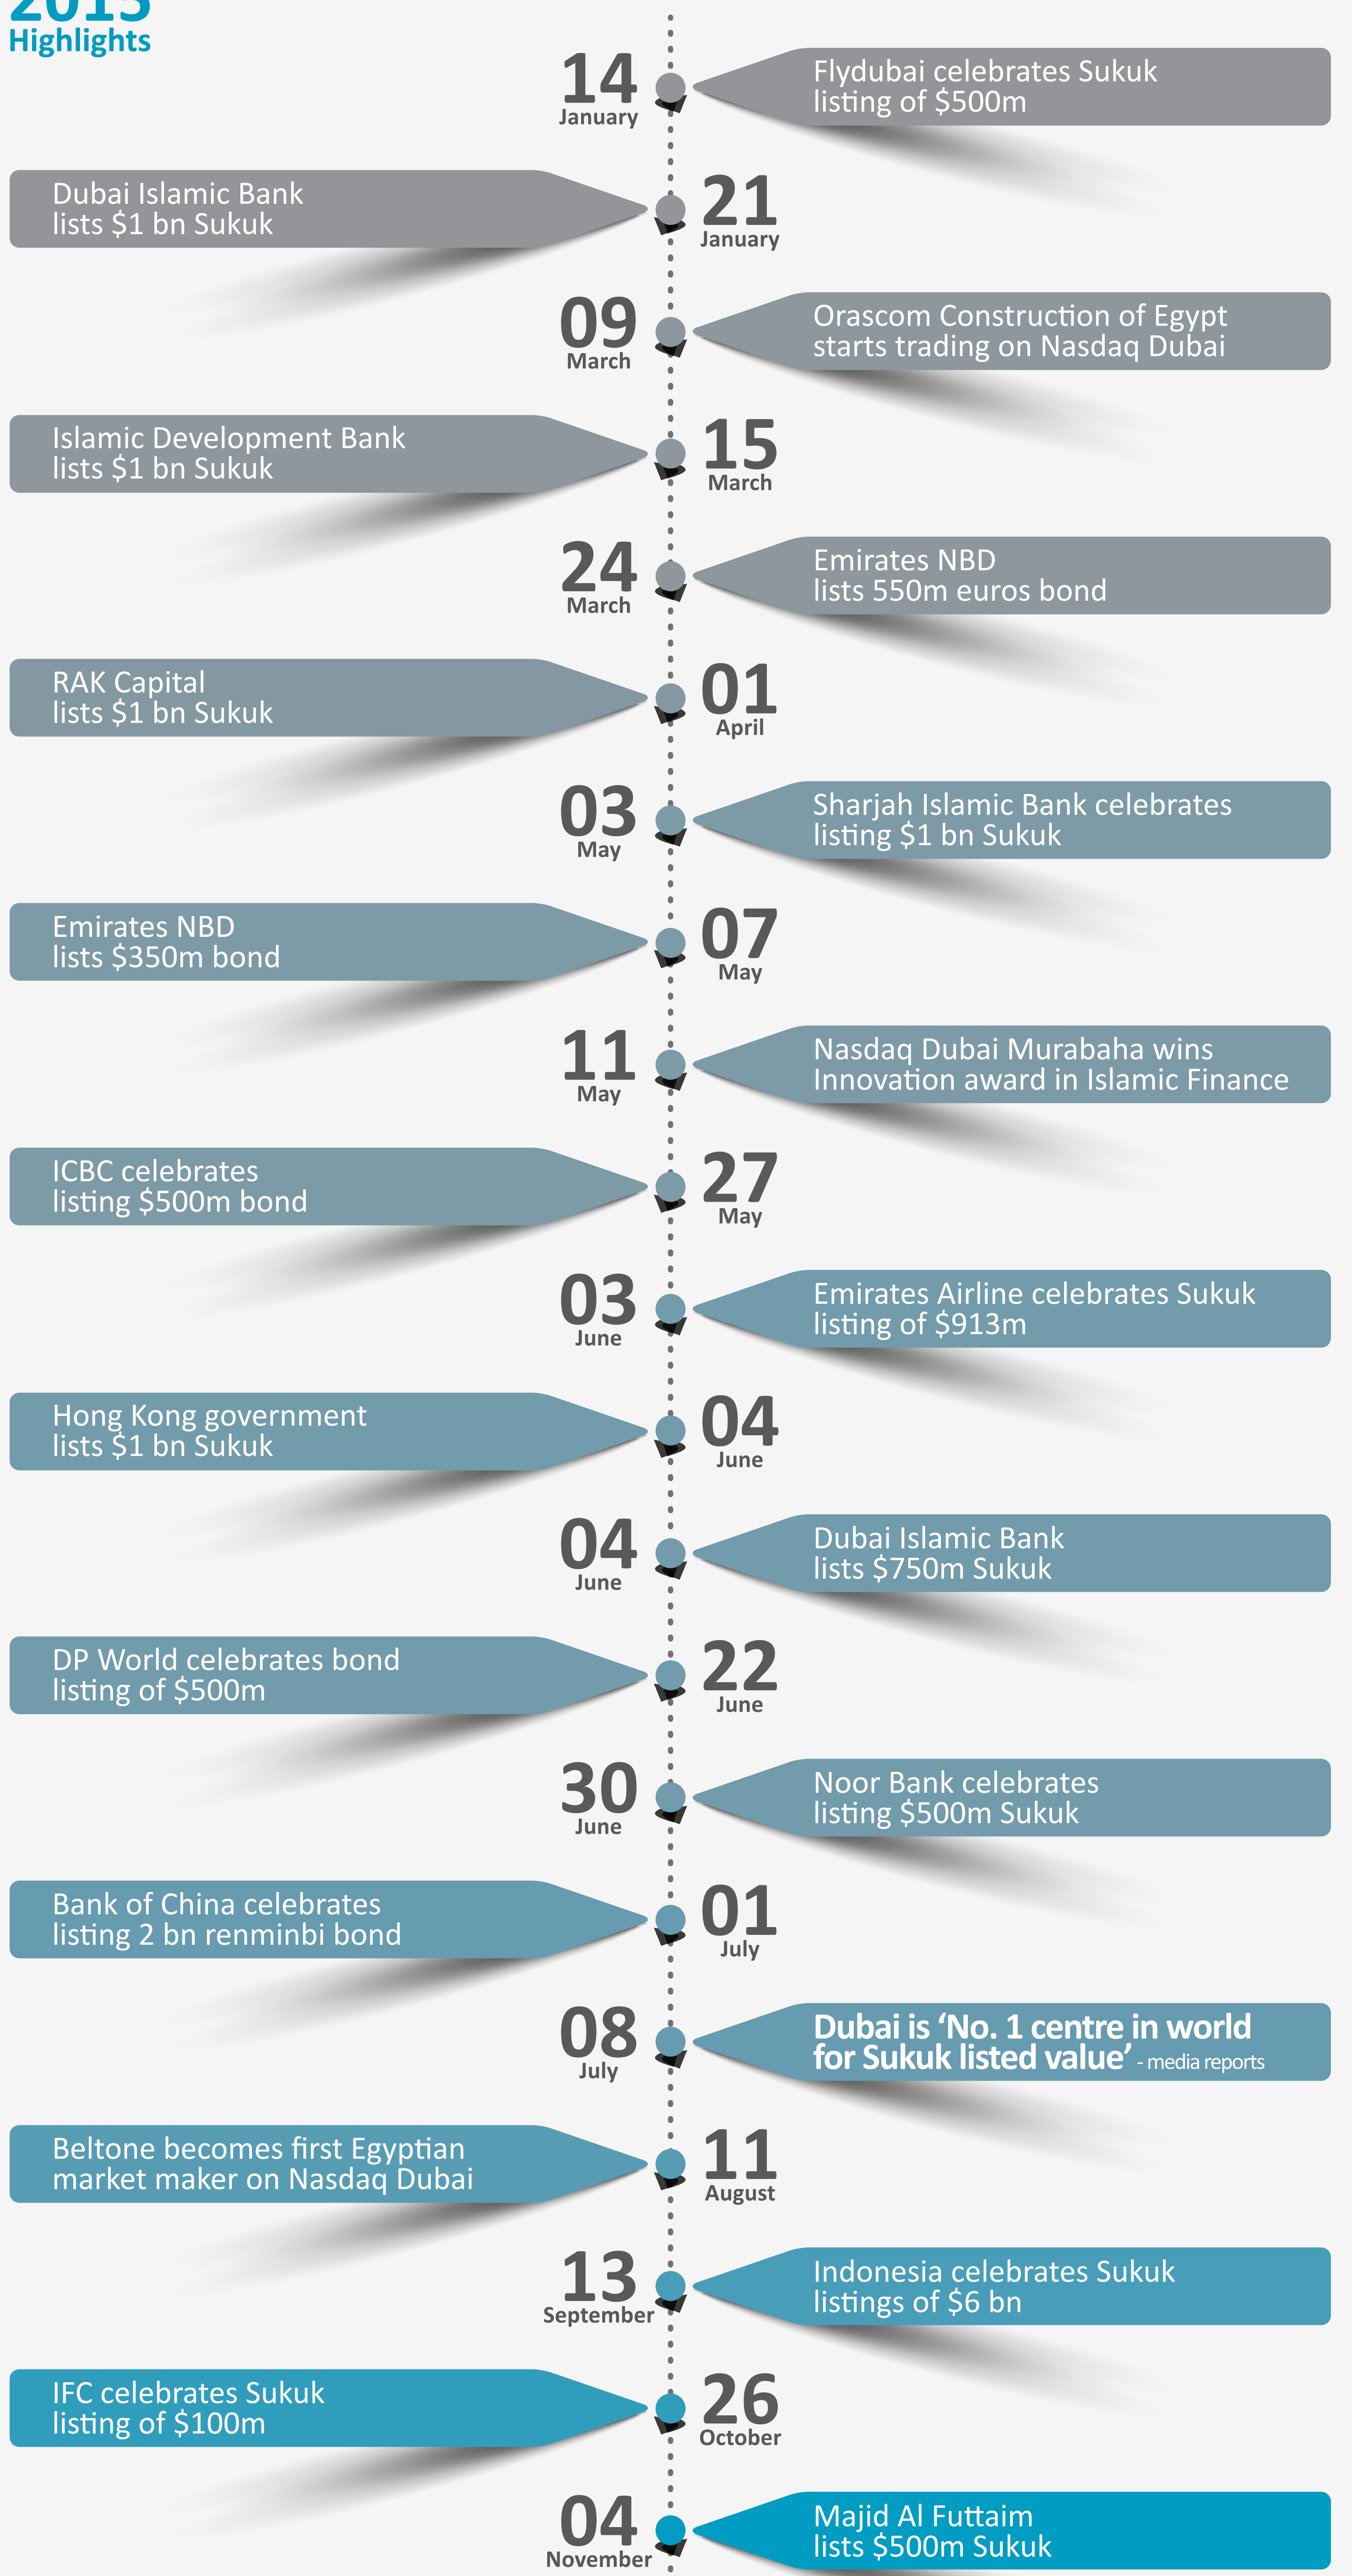 2015
Highlights
14
January
Flydubai celebrates Sukuk
listing of $500m
Dubai Islamic Bank
lists $1 bn Sukuk
21
January
09
March
Orascom Construction of Egypt
starts trading on Nasdaq Dubai
Islamic Development Bank
lists $1 bn Sukuk
15
March
24
March
Emirates NBD
lists 550m euros bond
RAK Capital
lists $1 bn Sukuk
01
April
03
May
Sharjah Islamic Bank celebrates
listing $1 bn Sukuk
Emirates NBD
lists $350m bond
07
May
11
May
Nasdaq Dubai Murabaha wins
Innovation award in Islamic Finance
ICBC celebrates
listing $500m bond
27
May
03
June
Emirates Airline celebrates Sukuk
listing of $913m
Hong Kong government
lists $1 bn Sukuk
04
June
04
June
Dubai Islamic Bank
lists $750m Sukuk
DP World celebrates bond
listing of $500m
22
June
30
June
Noor Bank celebrates
listing $500m Sukuk
Bank of China celebrates
listing 2 bn renminbi bond
01
July
08
July
Dubai is ‘No. 1 centre in world
for Sukuk listed value’ - media reports
Beltone becomes first Egyptian
market maker on Nasdaq Dubai
11
August
13
September
Indonesia celebrates Sukuk
listings of $6 bn
IFC celebrates Sukuk
listing of $100m
26
October
04
November
Majid Al Futtaim
lists $500m Sukuk